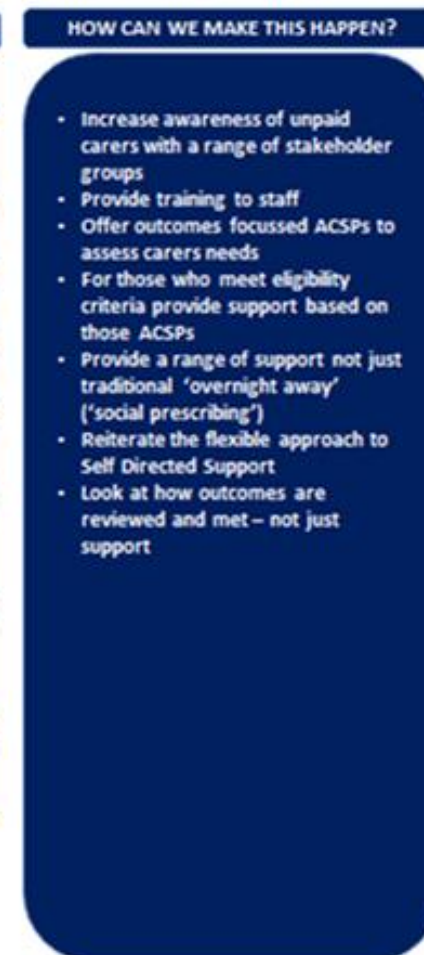 HOW CAN WE MAKE THIS HAPPEN?
• Increase awareness of unpaid
carers with a range of stakeholder
groups
• Provide training to staff
• Offer outcomes focussed ACSPs to
assess carers needs
• For those who meet eligibility
criteria provide support based on
those ACSPs
• Provide a range of support not just
traditional 'overnight away'
('social prescribing')
• Reiterate the flexible approach to
Self Directed Support
• Look at how outcomes are
reviewed and met – not just
support